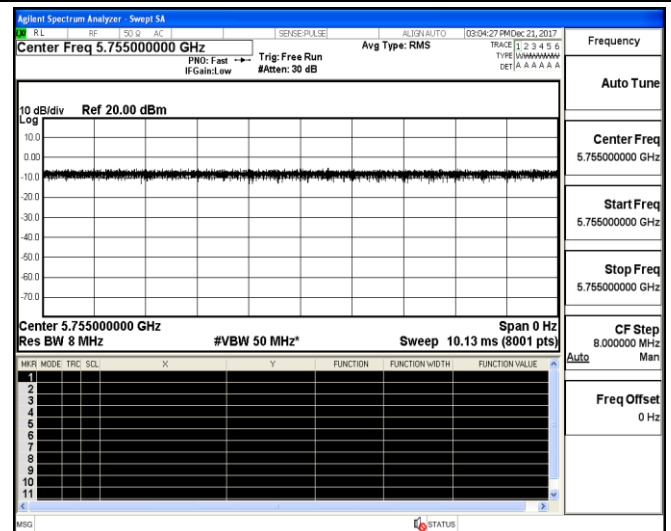 Agilent Spectrum Analyzer - Swept SA
RL RF 50 Ω AC SENSE:PULSE ALIGN AUTO 03:04:27 PM Dec 21, 2017
Center Freq 5.755000000 GHz Avg Type: RMS TRACE 1 2 3 4 5 6
PNO: Fast Trig: Free Run TYPE
IFGain:Low #Atten: 30 dB DET A A A A A A
10 dB/div Ref 20.00 dBm
Log
10.0
0.00
-10.0
-20.0
-30.0
-40.0
-50.0
-60.0
-70.0
Center 5.755000000 GHz Span 0 Hz
Res BW 8 MHz #VBW 50 MHz* Sweep 10.13 ms (8001 pts)
MKR MODE TRC SCL X Y FUNCTION FUNCTION WIDTH FUNCTION VALUE
1
2
3
4
5
6
7
8
9
10
11
MSG STATUS
Frequency
Auto Tune
Center Freq
5.755000000 GHz
Start Freq
5.755000000 GHz
Stop Freq
5.755000000 GHz
CF Step
8.000000 MHz
Auto Man
Freq Offset
0 Hz